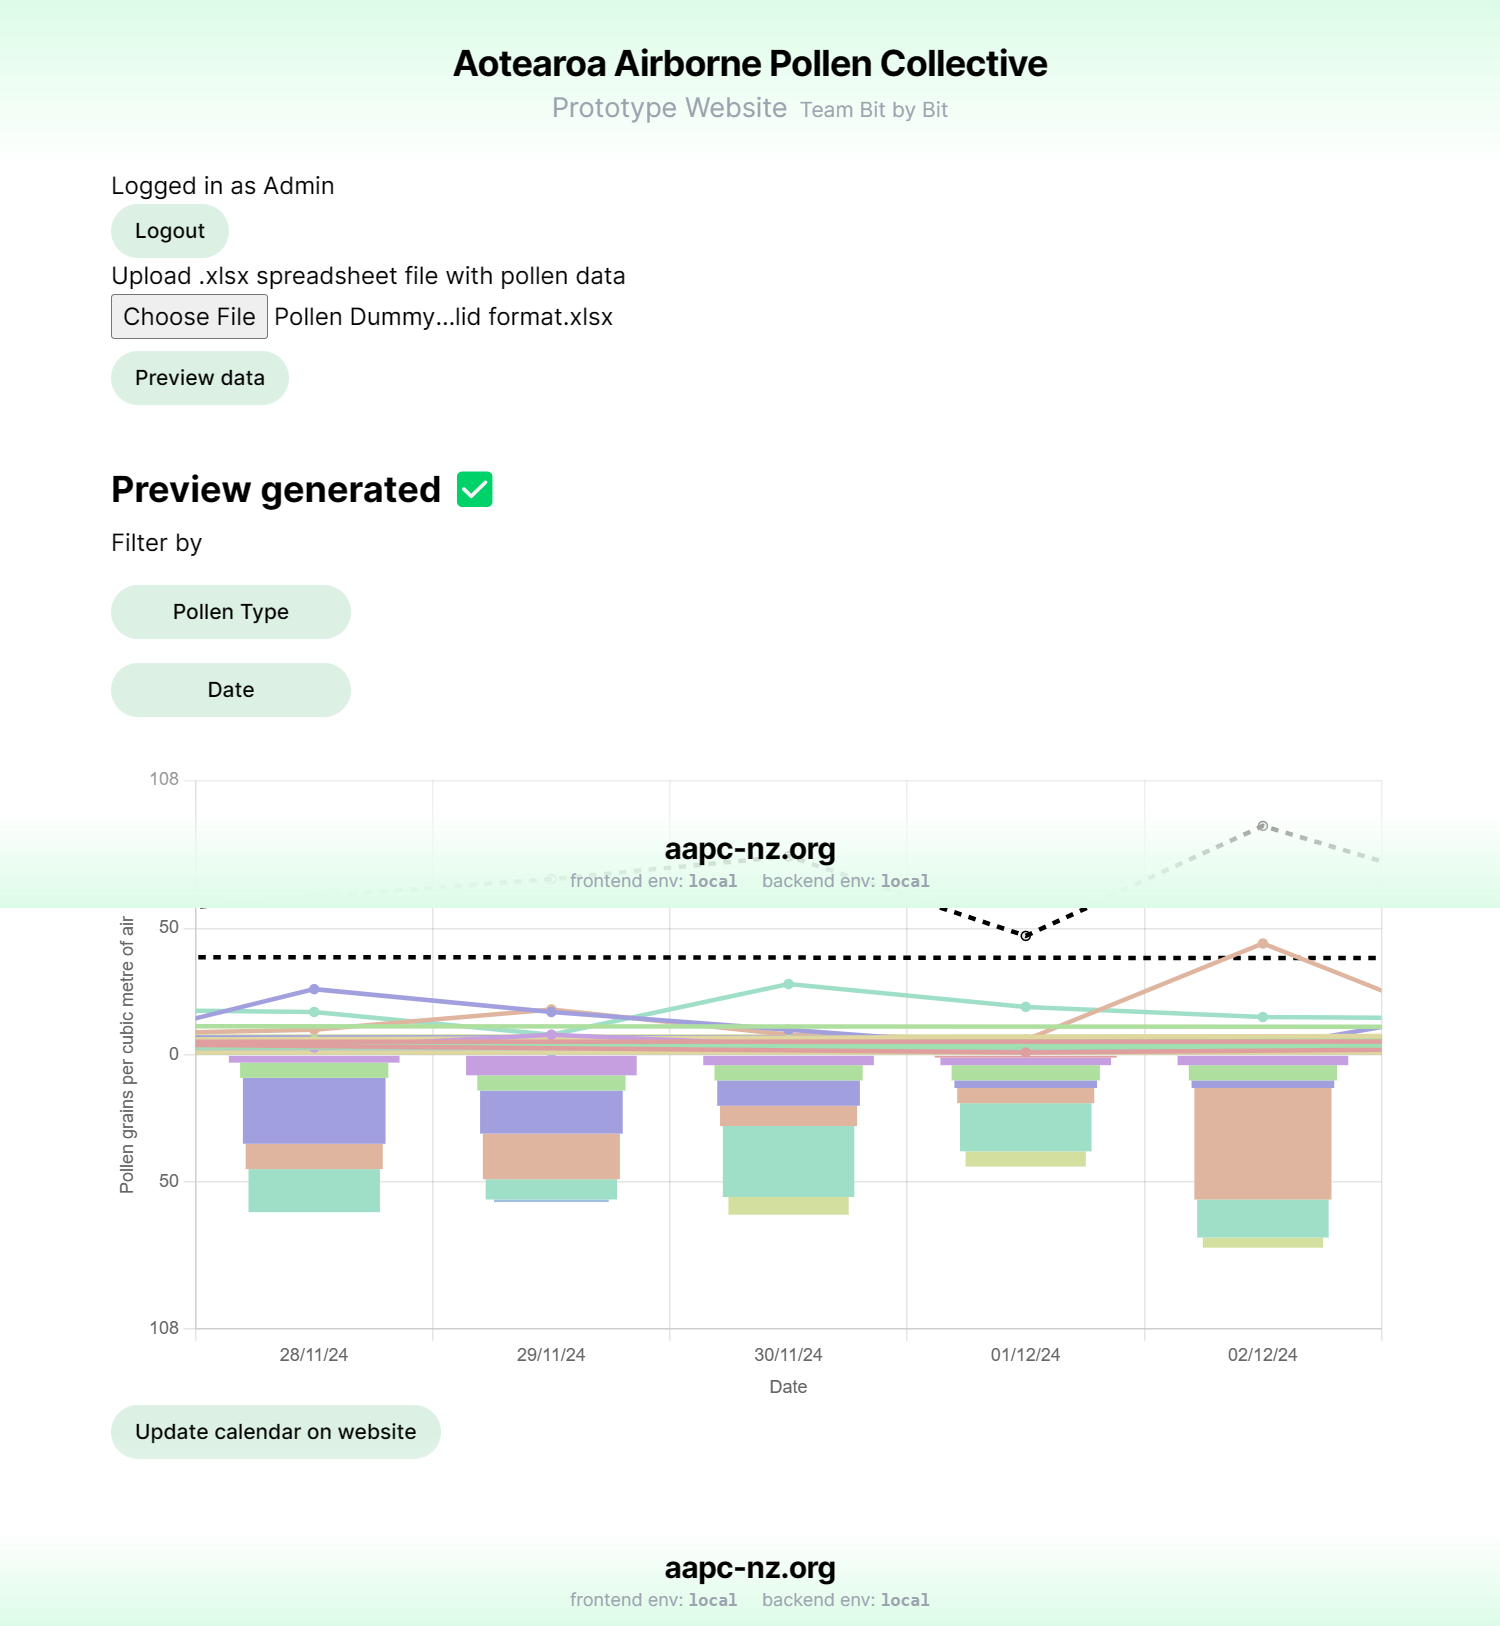 Aotearoa Airborne Pollen Collective
Prototype Website Team Bit by Bit
Logged in as Admin
Logout
Upload .xlsx spreadsheet file with pollen data
Choose File Pollen Dummy...lid format.xlsx
Preview data
Preview generated ✅
Filter by
Pollen Type
Date
108
aapc-nz.org
frontend env: local backend env: local
50
Pollen grains per cubic metre of air
0
50
108
28/11/24 29/11/24 30/11/24 01/12/24 02/12/24
Date
Update calendar on website
aapc-nz.org
frontend env: local backend env: local